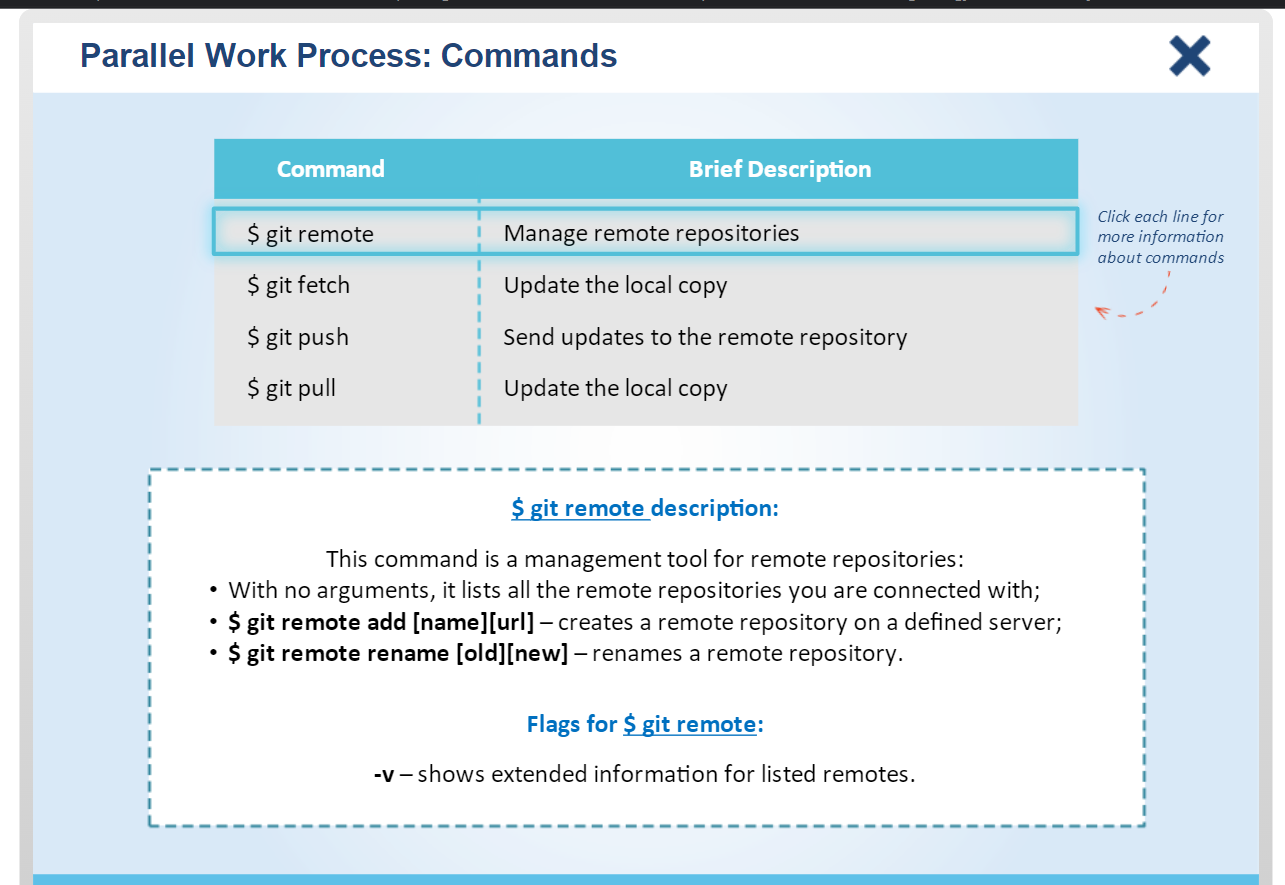 Parallel Work Process: Commands
Command Brief Description
$ git remote Manage remote repositories
$ git fetch Update the local copy
$ git push Send updates to the remote repository
$ git pull Update the local copy
Click each line for
more information
about commands
$ git remote description:
This command is a management tool for remote repositories:
• With no arguments, it lists all the remote repositories you are connected with;
• $ git remote add [name][url] – creates a remote repository on a defined server;
• $ git remote rename [old][new] – renames a remote repository.
Flags for $ git remote:
-v – shows extended information for listed remotes.